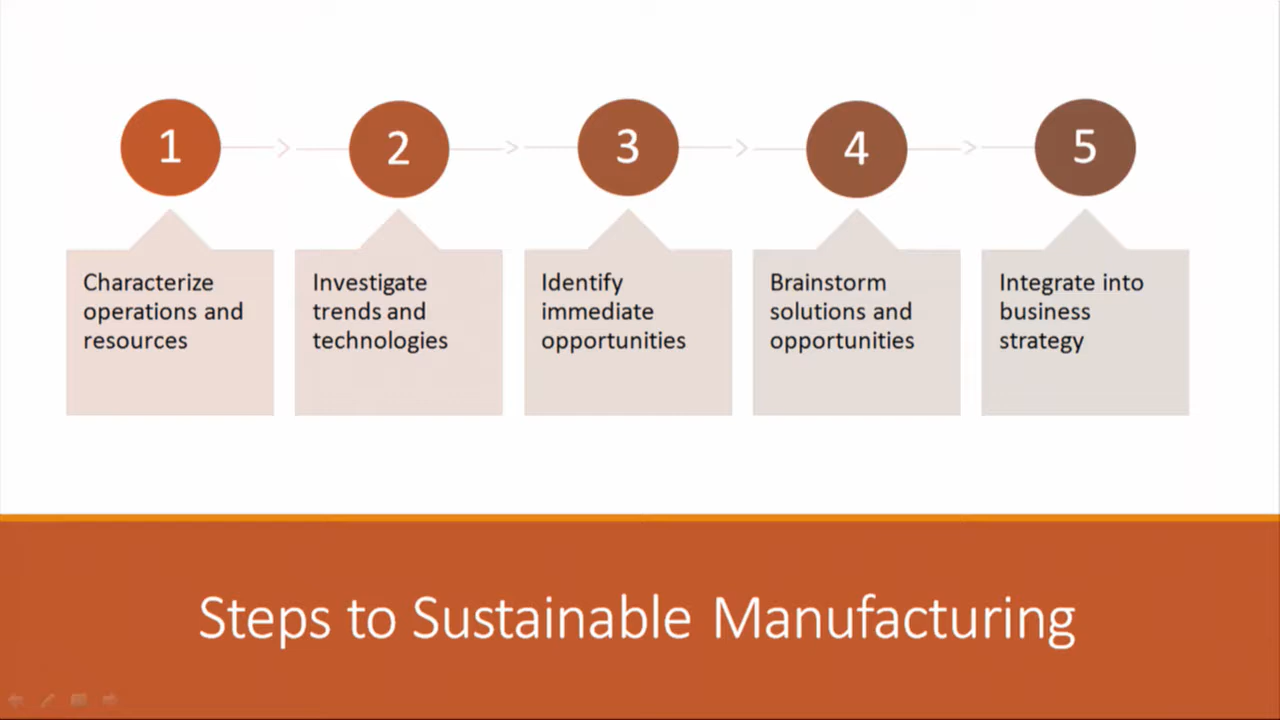 1
2
3
4
5
Characterize
operations and
resources
Investigate
trends and
technologies
Identify
immediate
opportunities
Brainstorm
solutions and
opportunities
Integrate into
business
strategy
Steps to Sustainable Manufacturing